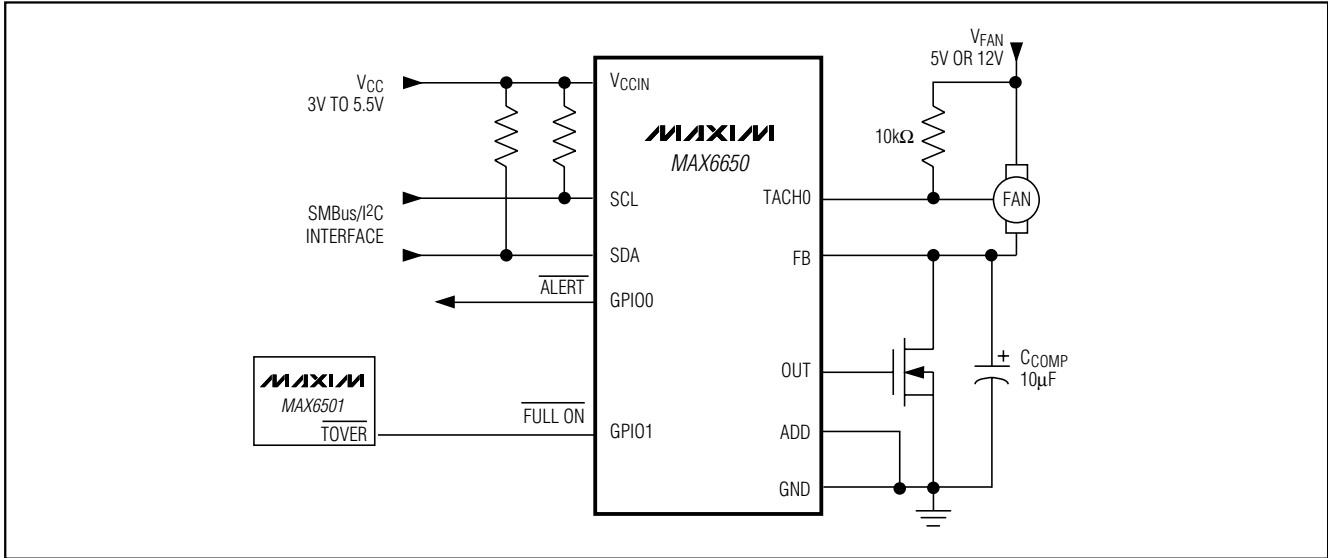 VFAN
5V OR 12V
VCC
3V TO 5.5V
VCCIN
MAXIM
MAX6650
10kΩ
SCL
TACH0
FAN
SMBus/I2C
INTERFACE
SDA
FB
ALERT
GPIO0
OUT
+ CCOMP
10μF
MAXIM
MAX6501
TOVER
FULL ON
GPIO1
ADD
GND